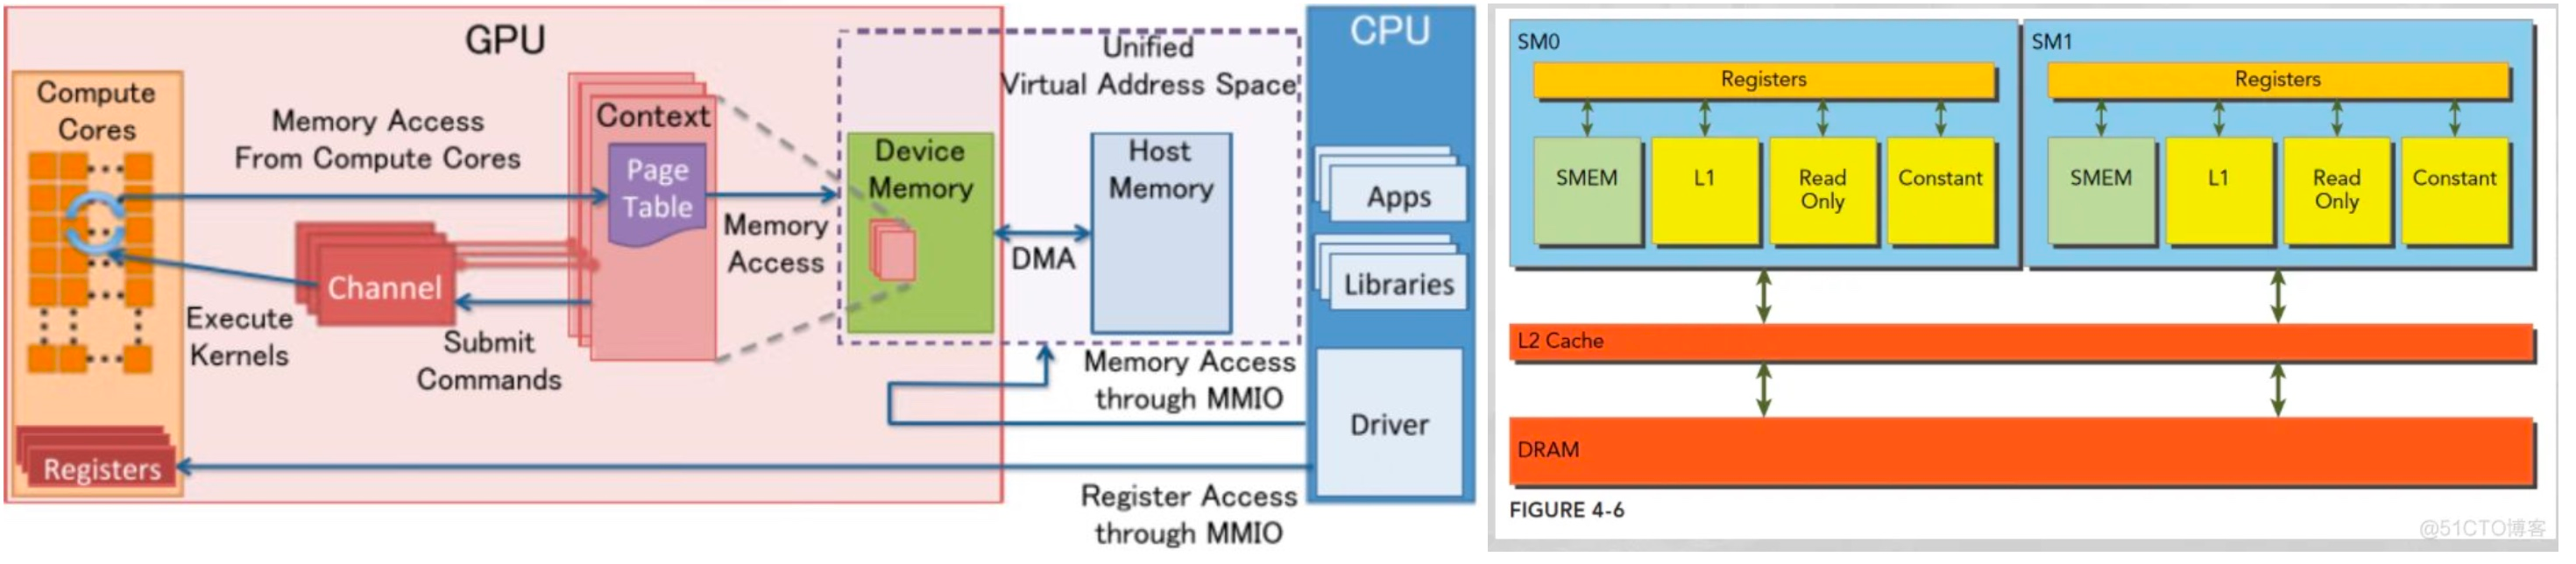 GPU
Compute
Cores
Memory Access
From Compute Cores
Context
Page
Table
Channel
Execute
Kernels
Submit
Commands
Memory
Access
Registers
Unified
Virtual Address Space
Device
Memory
DMA
Host
Memory
Memory Access
through MMIO
Register Access
through MMIO
CPU
Apps
Libraries
Driver
SM0
Registers
SMEM
L1
Read
Only
Constant
SM1
Registers
SMEM
L1
Read
Only
Constant
L2 Cache
DRAM
FIGURE 4-6
@51CTO博客